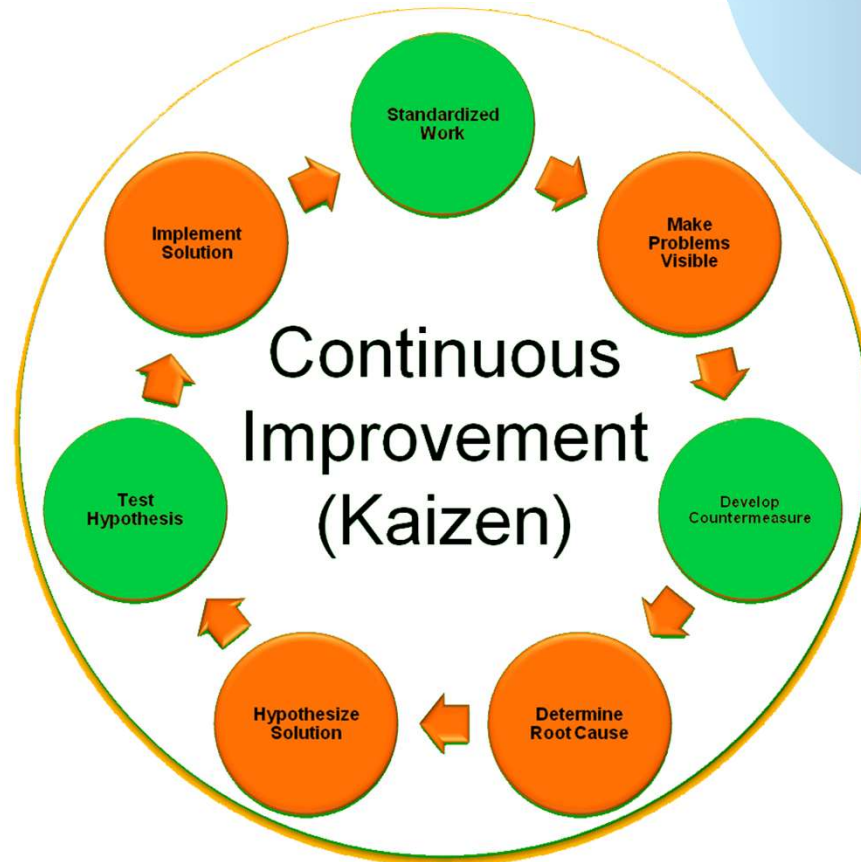 Standardized
Work
Make
Problems
Visible
Develop
Countermeasure
Determine
Root Cause
Hypothesize
Solution
Test
Hypothesis
Implement
Solution
Continuous
Improvement
(Kaizen)